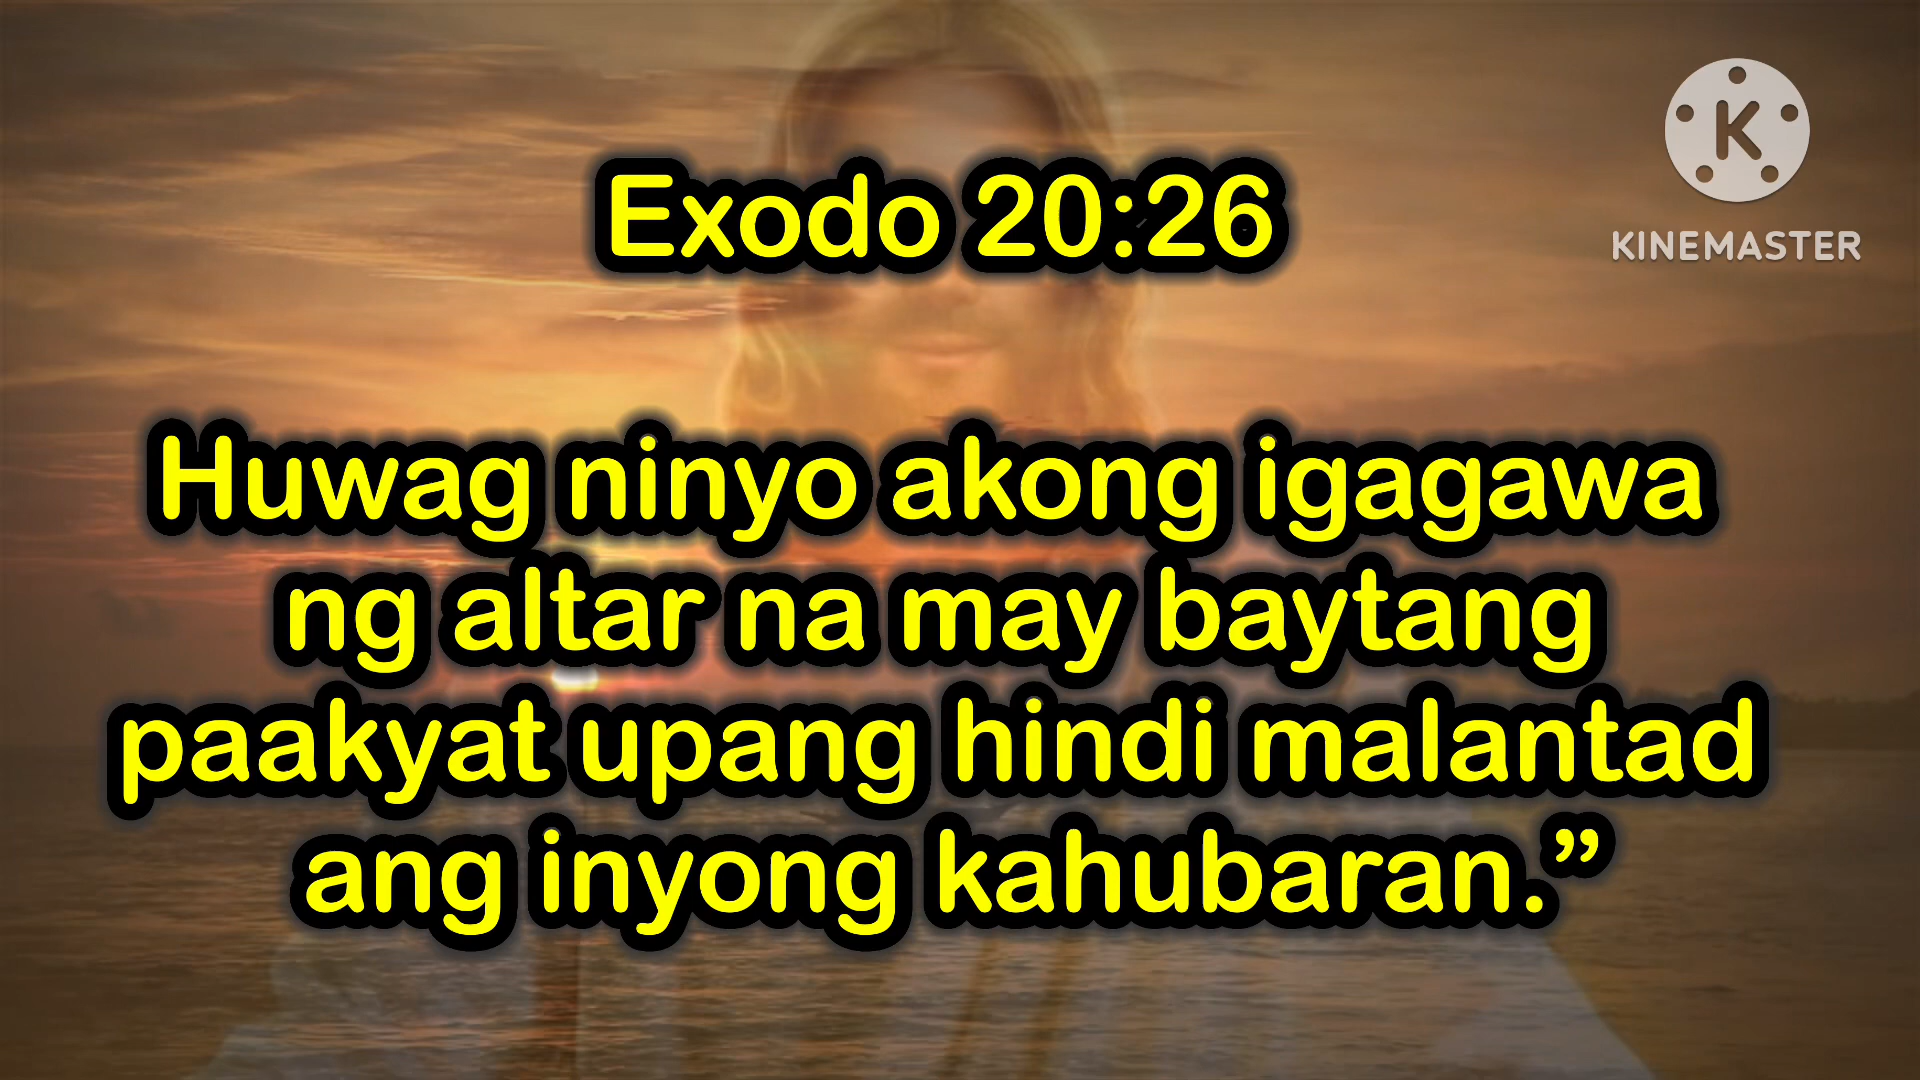 Exodo 20:26
K
KINEMASTER
Huwag ninyo akong igagawa
ng altar na may baytang
paakyat upang hindi malantad
ang inyong kahubaran.”